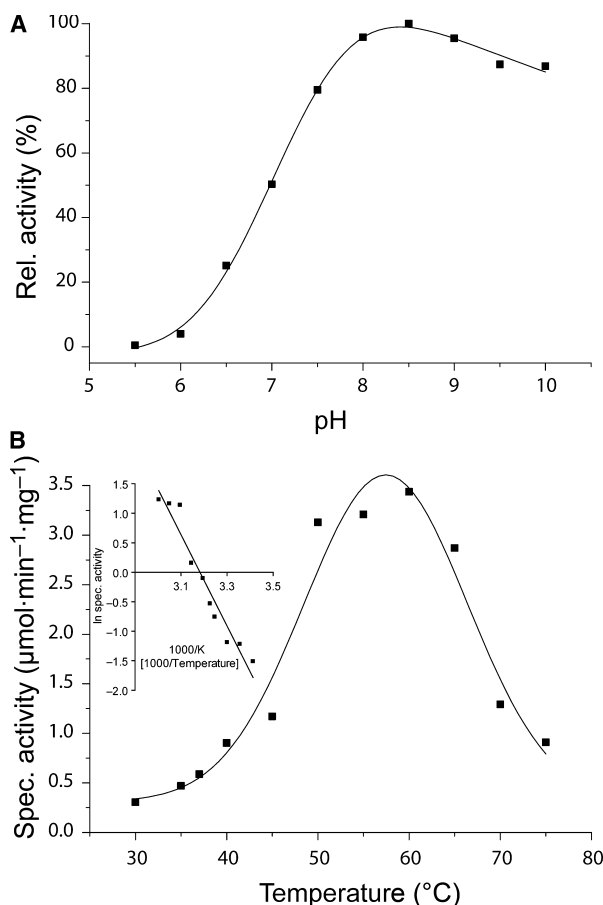 A
100
80
60
40
20
0
Rel. activity (%)
5 6 7 8 9 10
pH
B
3.5
3.0
2.5
2.0
1.5
1.0
0.5
0.0
Spec. activity (µmol·min⁻¹·mg⁻¹)
1.5
1.0
0.5
0.0
−0.5
−1.0
−1.5
−2.0
ln spec. activity
3.1 3.3 3.5
1000/K
[1000/Temperature]
30 40 50 60 70 80
Temperature (°C)